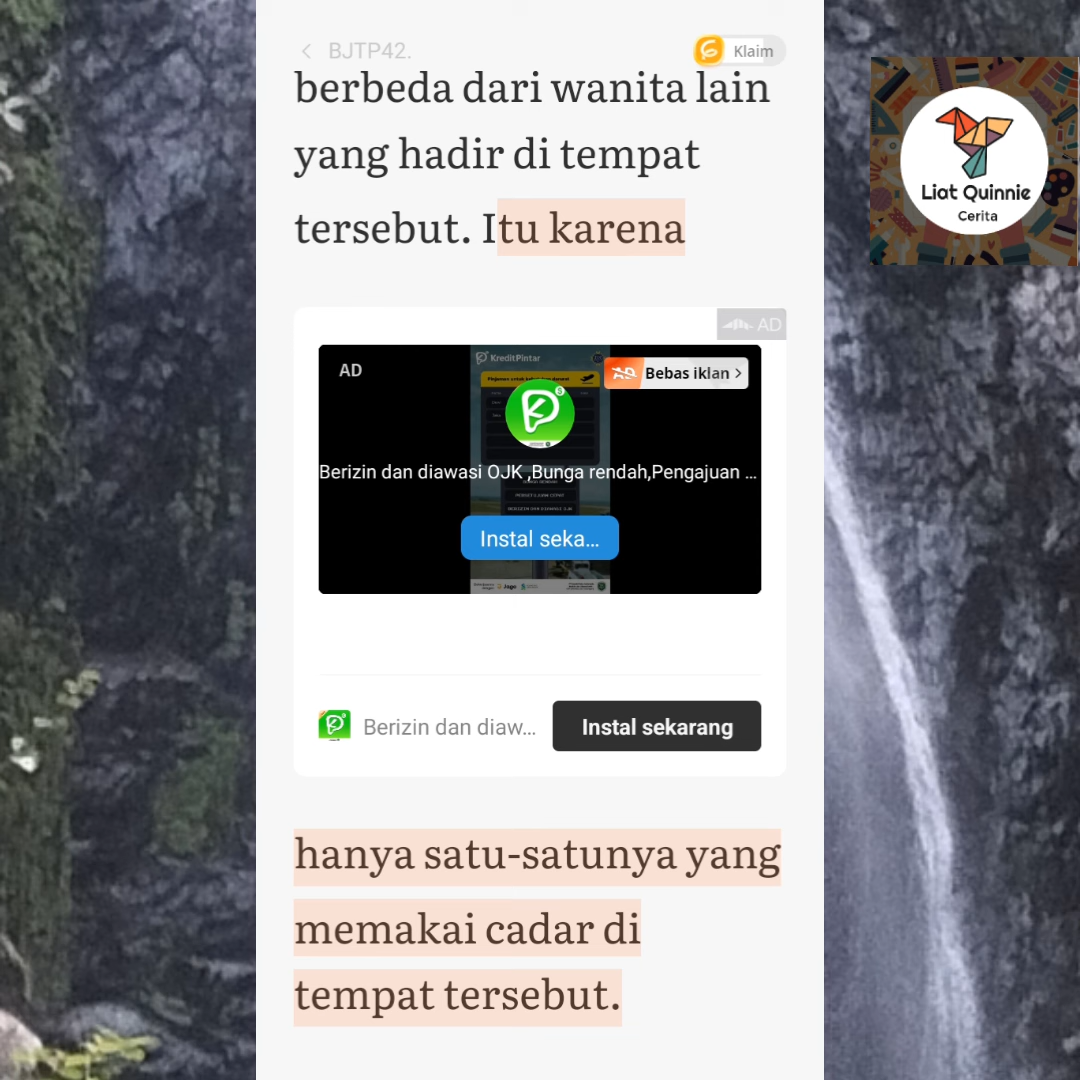 BJTP42.
Klaim
berbeda dari wanita lain
yang hadir di tempat
tersebut. Itu karena
Liat Quinnie
Cerita
AD
AD
KreditPintar
Bebas iklan >
Berizin dan diawasi OJK ,Bunga rendah,Pengajuan ...
Instal seka...
Berizin dan diaw...
Instal sekarang
hanya satu-satunya yang
memakai cadar di
tempat tersebut.